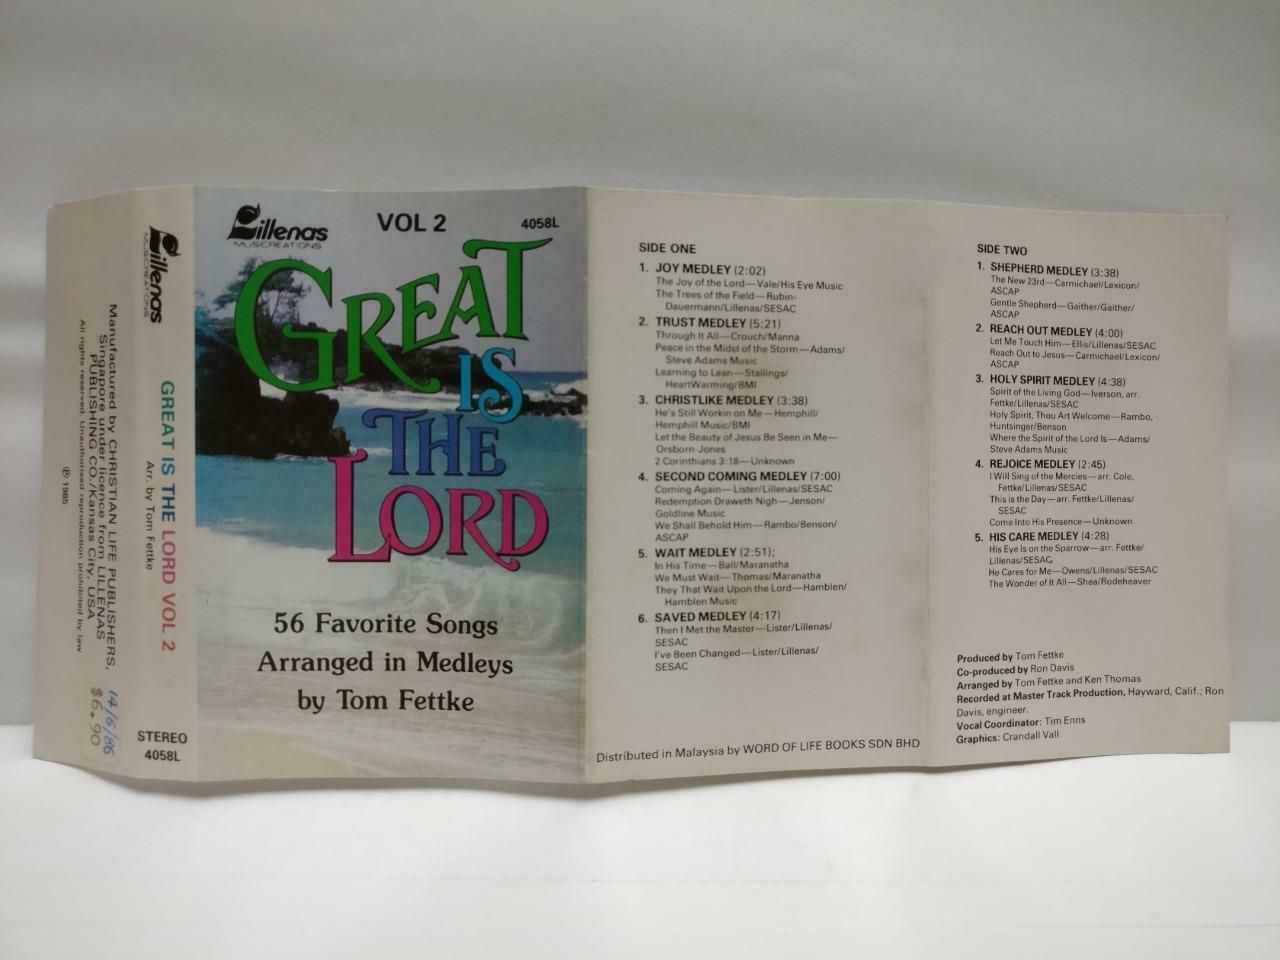 Manufactured by CHRISTIAN LIFE PUBLISHERS,
Singapore under licence from LILLENAS
PUBLISHING CO./Kansas City, USA
All rights reserved. Unauthorised reproduction prohibited by law
℗ 1985
14/6/86
$6.90
Lillenas
MUSICREATIONS
GREAT IS THE LORD VOL 2
Arr. by Tom Fettke
STEREO
4058L
Lillenas
MUSICREATIONS
VOL 2
4058L
GREAT
IS
THE
LORD
56 Favorite Songs
Arranged in Medleys
by Tom Fettke
SIDE ONE
1. JOY MEDLEY (2:02)
The Joy of the Lord—Vale/His Eye Music
The Trees of the Field—Rubin-
Dauermann/Lillenas/SESAC
2. TRUST MEDLEY (5:21)
Through It All—Crouch/Manna
Peace in the Midst of the Storm—Adams/
Steve Adams Music
Learning to Lean—Stallings/
HeartWarming/BMI
3. CHRISTLIKE MEDLEY (3:38)
He's Still Workin on Me—Hemphill/
Hemphill Music/BMI
Let the Beauty of Jesus Be Seen in Me—
Orsborn-Jones
2 Corinthians 3:18—Unknown
4. SECOND COMING MEDLEY (7:00)
Coming Again—Lister/Lillenas/SESAC
Redemption Draweth Nigh—Jenson/
Goldline Music
We Shall Behold Him—Rambo/Benson/
ASCAP
5. WAIT MEDLEY (2:51);
In His Time—Ball/Maranatha
We Must Wait—Thomas/Maranatha
They That Wait Upon the Lord—Hamblen/
Hamblen Music
6. SAVED MEDLEY (4:17)
Then I Met the Master—Lister/Lillenas/
SESAC
I've Been Changed—Lister/Lillenas/
SESAC
Distributed in Malaysia by WORD OF LIFE BOOKS SDN BHD
SIDE TWO
1. SHEPHERD MEDLEY (3:38)
The New 23rd—Carmichael/Lexicon/
ASCAP
Gentle Shepherd—Gaither/Gaither/
ASCAP
2. REACH OUT MEDLEY (4:00)
Let Me Touch Him—Ellis/Lillenas/SESAC
Reach Out to Jesus—Carmichael/Lexicon/
ASCAP
3. HOLY SPIRIT MEDLEY (4:38)
Spirit of the Living God—Iverson, arr.
Fettke/Lillenas/SESAC
Holy Spirit, Thou Art Welcome—Rambo,
Huntsinger/Benson
Where the Spirit of the Lord Is—Adams/
Steve Adams Music
4. REJOICE MEDLEY (2:45)
I Will Sing of the Mercies—arr. Cole,
Fettke/Lillenas/SESAC
This is the Day—arr. Fettke/Lillenas/
SESAC
Come Into His Presence—Unknown
5. HIS CARE MEDLEY (4:28)
His Eye Is on the Sparrow—arr. Fettke/
Lillenas/SESAC
He Cares for Me—Owens/Lillenas/SESAC
The Wonder of It All—Shea/Rodeheaver
Produced by Tom Fettke
Co-produced by Ron Davis
Arranged by Tom Fettke and Ken Thomas
Recorded at Master Track Production, Hayward, Calif.; Ron
Davis, engineer.
Vocal Coordinator: Tim Enns
Graphics: Crandall Vall